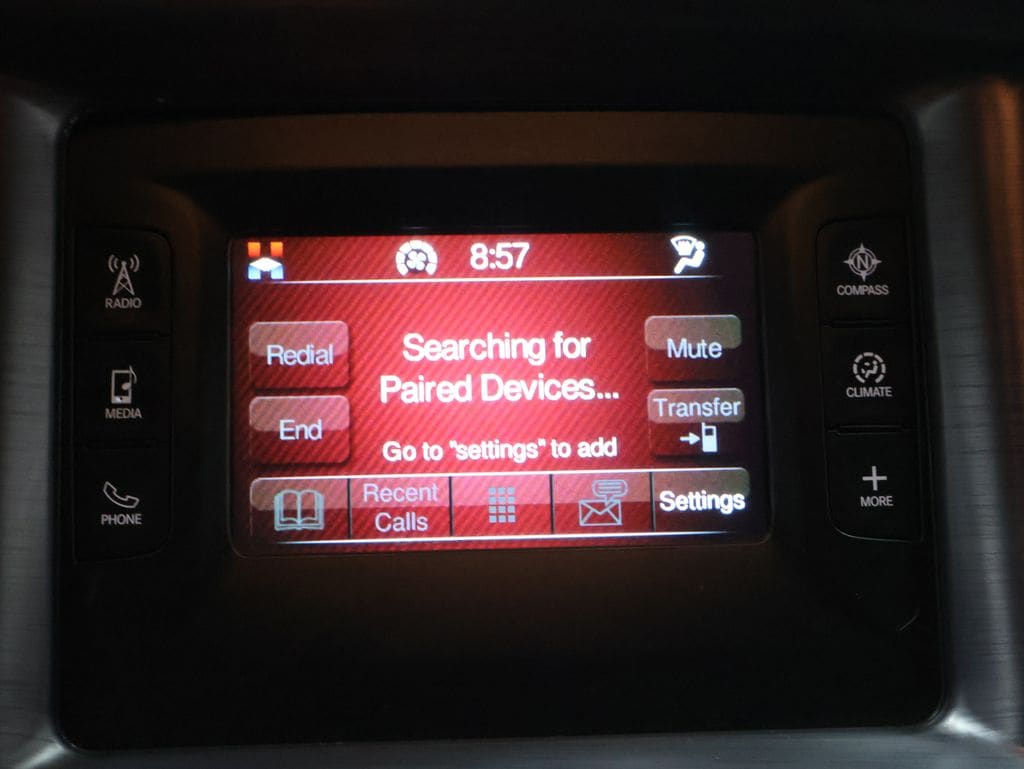 8:57
RADIO
MEDIA
PHONE
Redial
End
Searching for
Paired Devices...
Go to "settings" to add
Mute
Transfer
Recent
Calls
Settings
N
COMPASS
CLIMATE
MORE